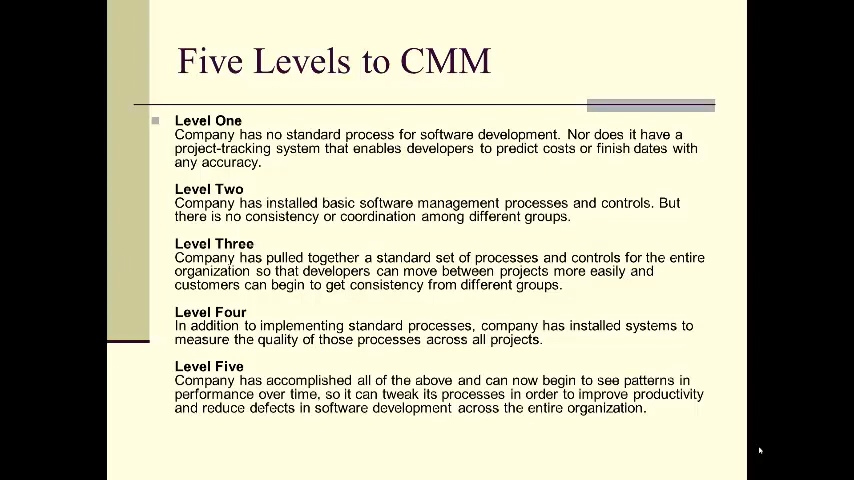 Five Levels to CMM
Level One
Company has no standard process for software development. Nor does it have a
project-tracking system that enables developers to predict costs or finish dates with
any accuracy.
Level Two
Company has installed basic software management processes and controls. But
there is no consistency or coordination among different groups.
Level Three
Company has pulled together a standard set of processes and controls for the entire
organization so that developers can move between projects more easily and
customers can begin to get consistency from different groups.
Level Four
In addition to implementing standard processes, company has installed systems to
measure the quality of those processes across all projects.
Level Five
Company has accomplished all of the above and can now begin to see patterns in
performance over time, so it can tweak its processes in order to improve productivity
and reduce defects in software development across the entire organization.